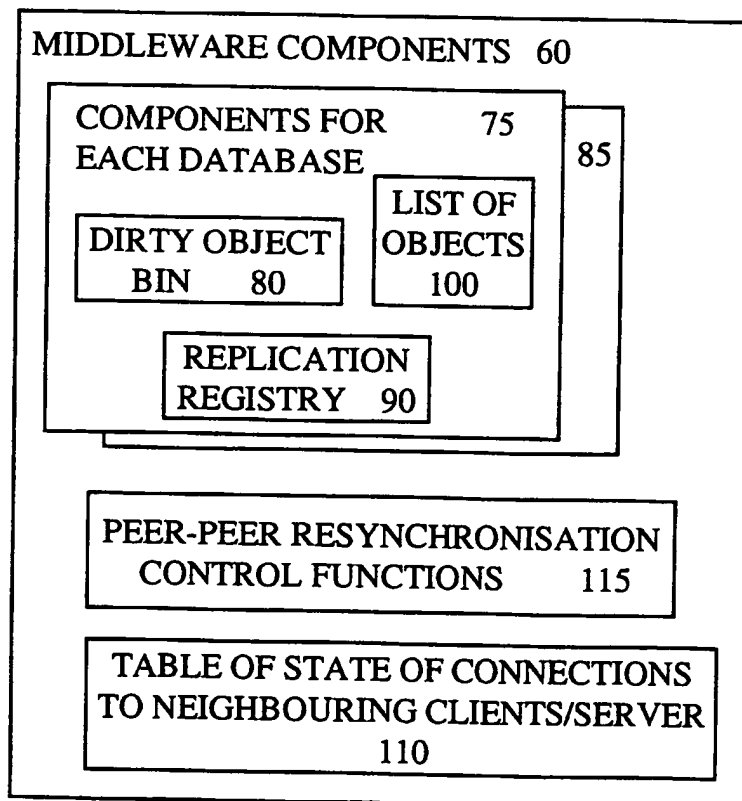 MIDDLEWARE COMPONENTS 60
COMPONENTS FOR 75
EACH DATABASE
85
LIST OF
OBJECTS
100
DIRTY OBJECT
BIN 80
REPLICATION
REGISTRY 90
PEER-PEER RESYNCHRONISATION
CONTROL FUNCTIONS 115
TABLE OF STATE OF CONNECTIONS
TO NEIGHBOURING CLIENTS/SERVER
110